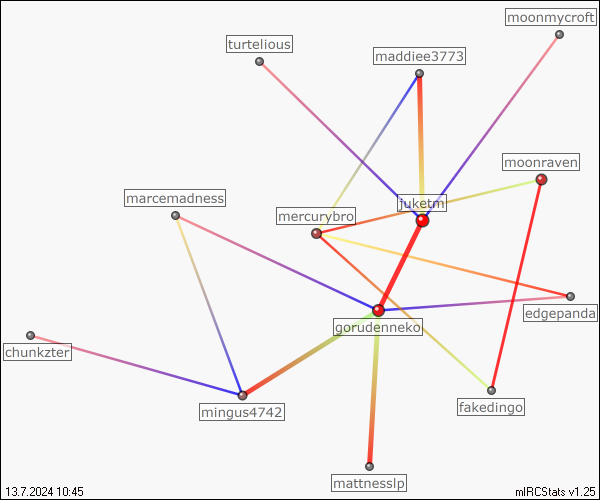 moonmycroft
turtelious
maddiee3773
moonraven
marcemadness
juketm
mercurybro
edgepanda
gorudenneko
chunkzter
fakedingo
mingus4742
mattnesslp
13.7.2024 10:45
mIRCStats v1.25